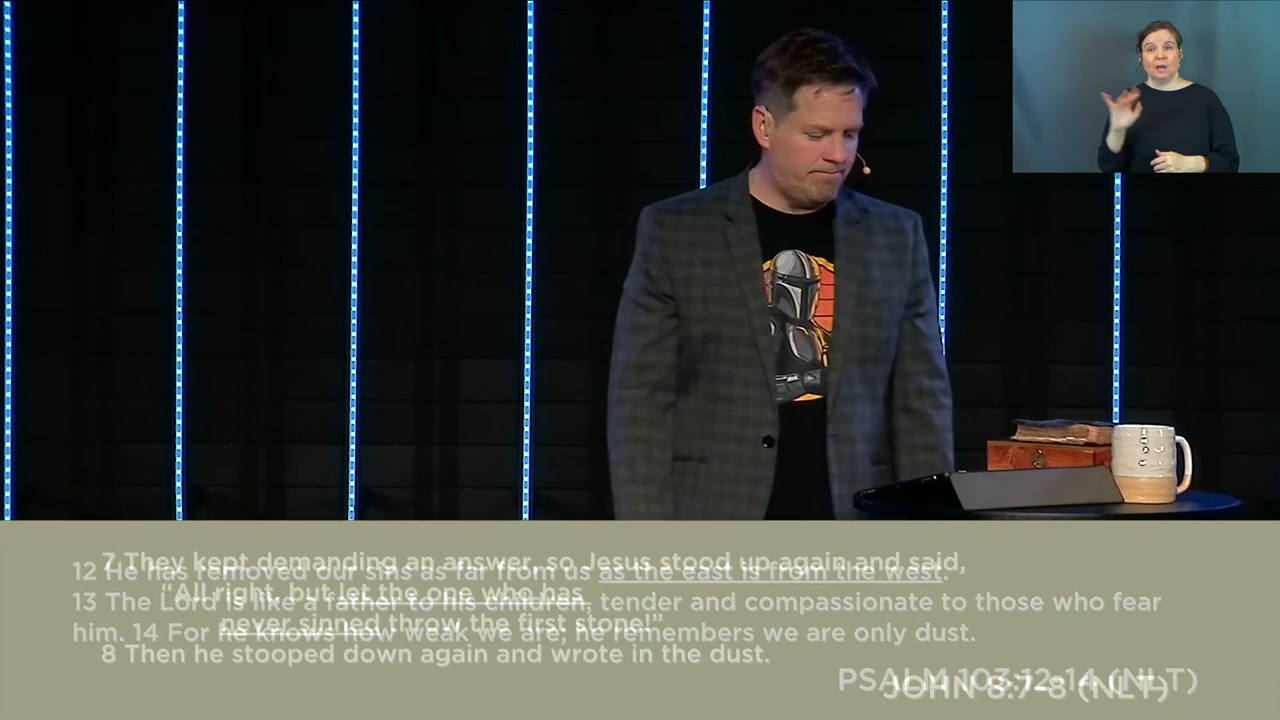 7 They kept demanding an answer, so Jesus stood up again and said,
12 He has removed our sins as far from us as the east is from the west.
“All right, but let the one who has
13 The Lord is like a father to his children, tender and compassionate to those who fear
never sinned throw the first stone!”
him. 14 For he knows how weak we are; he remembers we are only dust.
8 Then he stooped down again and wrote in the dust.
PSALM 103:12-14 (NLT)
JOHN 8:7-8 (NLT)